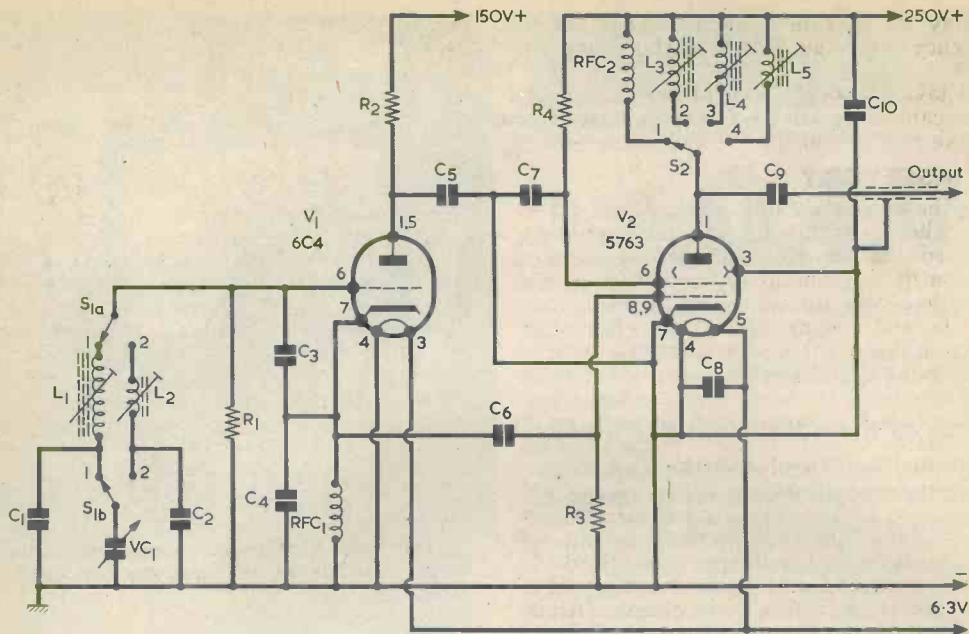 150V+
250V+
RFC2
L3
L4
L5
R2
R4
2
3
1
4
C10
S2
C5
C7
C9
Output
V1
6C4
1,5
V2
5763
1
3
6
6
8,9
7
7
4
3
4
5
S1a
1
2
C3
L1
L2
R1
C8
C6
1
2
S1b
C1
C2
C4
RFC1
R3
VC1
−
6·3V